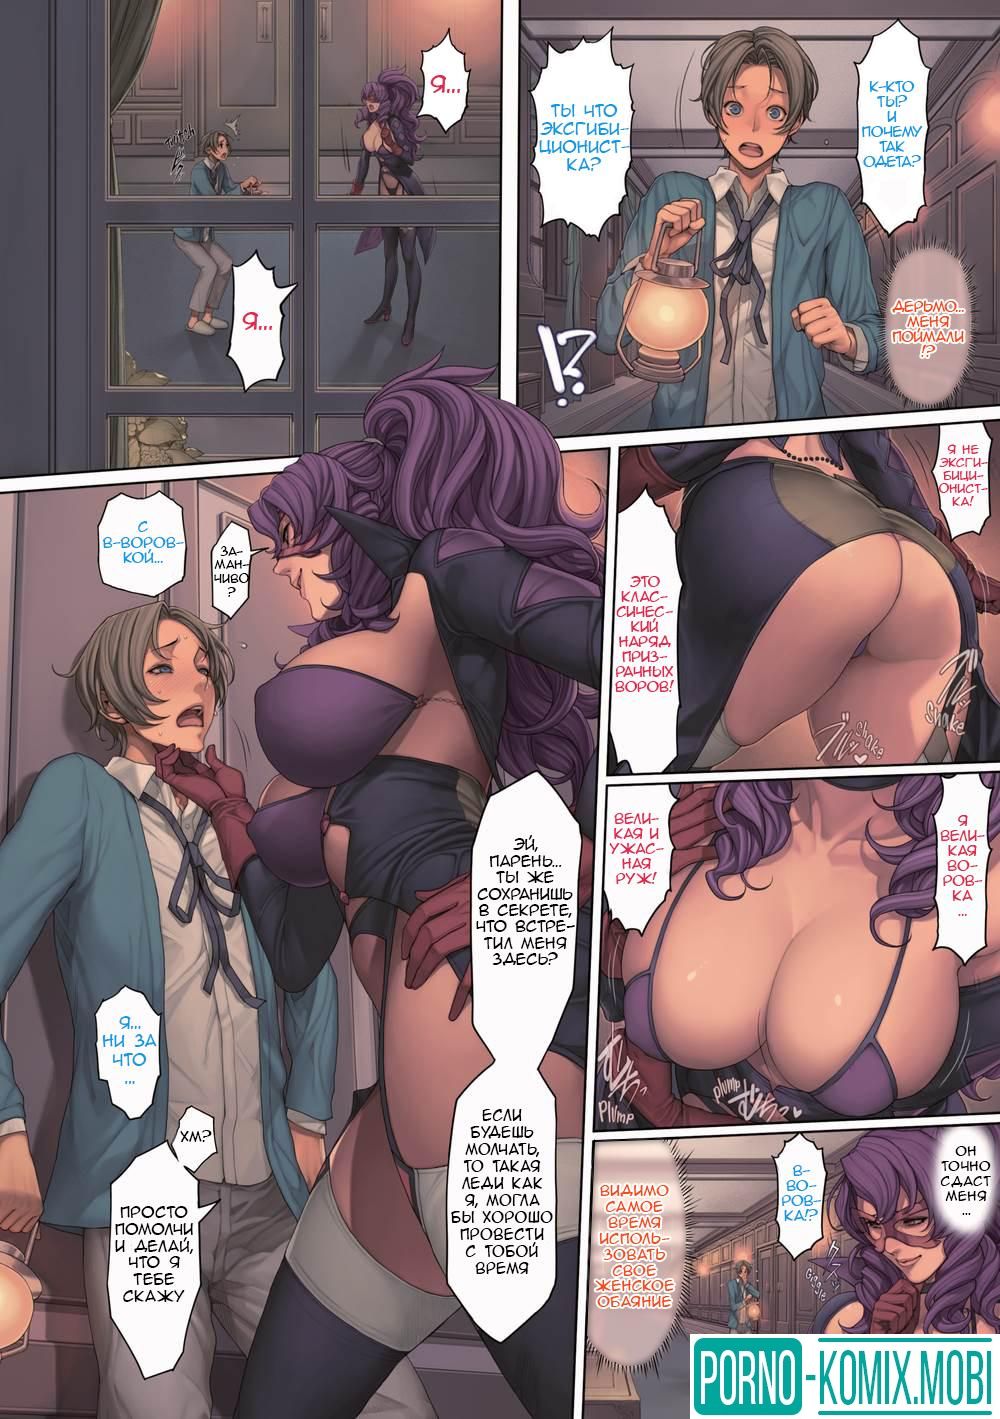 К-КТО
ТЫ?
И
ПОЧЕМУ
ТАК
ОДЕТА?
ТЫ ЧТО
ЭКСГИБИ-
ЦИОНИСТ-
КА?
ДЕРЬМО...
МЕНЯ
ПОЙМАЛИ
!?
!?
Я...
Twitch
Я...
Я НЕ
ЭКСГИ-
БИЦИО-
НИСТ-
КА!
ЭТО
КЛАС-
СИЧЕС-
КИЙ
НАРЯД
ПРИЗ-
РАЧНЫХ
ВОРОВ!
Shake
Shake
Я
ВЕЛИ-
КАЯ
ВОРОВ-
КА
...
ВЕЛИ-
КАЯ И
УЖАС-
НАЯ
РУЖ!
Plump
Plump
ОН
ТОЧНО
СДАСТ
МЕНЯ
...
В-
ВО-
РОВ-
КА!?
ВИДИМО
САМОЕ
ВРЕМЯ
ИСПОЛЬ-
ЗОВАТЬ
СВОЕ
ЖЕНСКОЕ
ОБАЯНИЕ
Giggle
ЭЙ,
ПАРЕНЬ...
ТЫ ЖЕ
СОХРАНИШЬ
В СЕКРЕТЕ,
ЧТО ВСТРЕ-
ТИЛ МЕНЯ
ЗДЕСЬ?
ЕСЛИ
БУДЕШЬ
МОЛЧАТЬ,
ТО ТАКАЯ
ЛЕДИ КАК
Я, МОГЛА
БЫ ХОРОШО
ПРОВЕСТИ
С ТОБОЙ
ВРЕМЯ
ЗА-
МАН-
ЧИВО
?
С
В-ВОРОВ-
КОЙ...
Я...
НИ ЗА
ЧТО
...
ХМ?
ПРОСТО
ПОМОЛЧИ
И ДЕЛАЙ,
ЧТО Я
ТЕБЕ
СКАЖУ
PORNO-KOMIX.MOBI